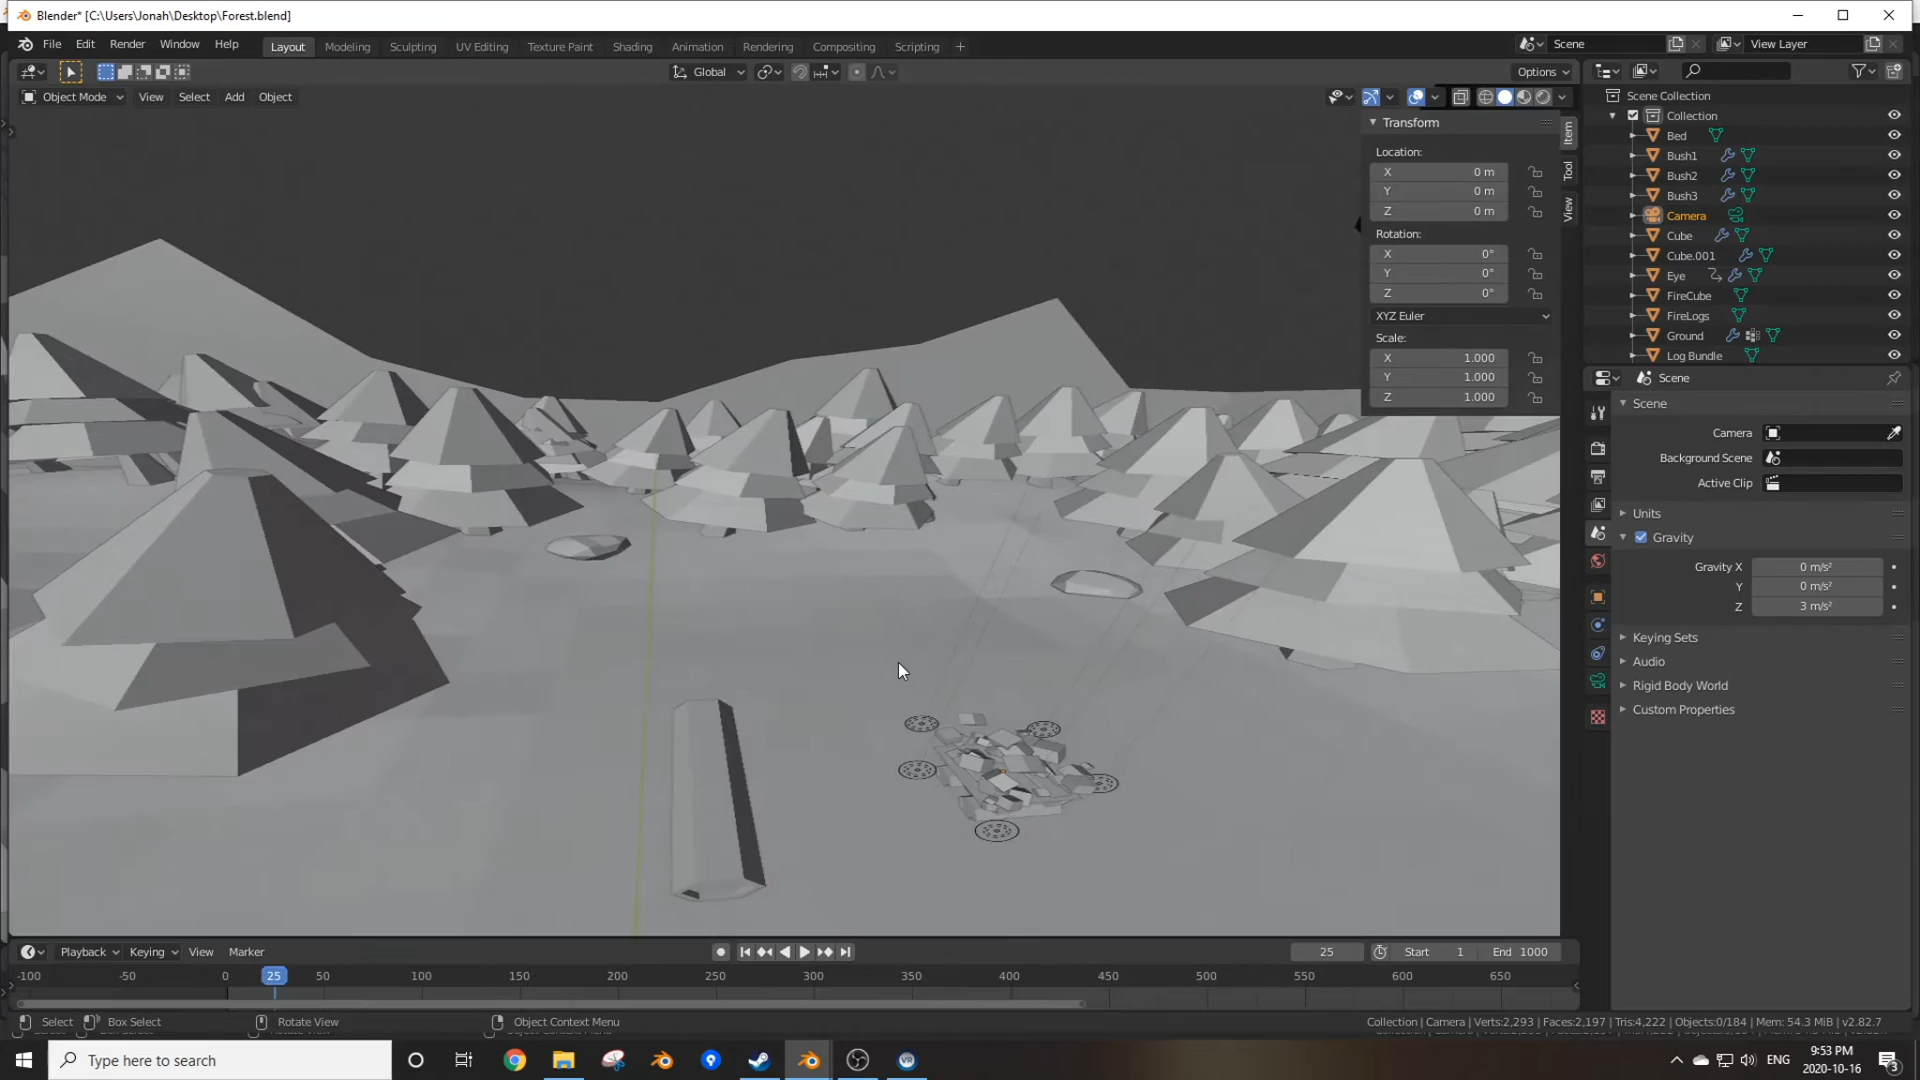 Blender* [C:\Users\Jonah\Desktop\Forest.blend]
File Edit Render Window Help
Layout Modeling Sculpting UV Editing Texture Paint Shading Animation Rendering Compositing Scripting +
Scene
View Layer
Global
Options
Object Mode View Select Add Object
Transform
Location:
X 0 m
Y 0 m
Z 0 m
Rotation:
X 0°
Y 0°
Z 0°
XYZ Euler
Scale:
X 1.000
Y 1.000
Z 1.000
Item
Tool
View
Scene Collection
Collection
Bed
Bush1
Bush2
Bush3
Camera
Cube
Cube.001
Eye
FireCube
FireLogs
Ground
Log Bundle
Scene
Scene
Camera
Background Scene
Active Clip
Units
Gravity
Gravity X 0 m/s²
Y 0 m/s²
Z 3 m/s²
Keying Sets
Audio
Rigid Body World
Custom Properties
Playback Keying View Marker
25 Start 1 End 1000
-100 -50 0 25 50 100 150 200 250 300 350 400 450 500 550 600 650
Select Box Select Rotate View Object Context Menu
Collection | Camera | Verts:2,293 | Faces:2,197 | Tris:4,222 | Objects:0/184 | Mem: 54.3 MiB | v2.82.7
Type here to search
VR
ENG
9:53 PM
2020-10-16
3